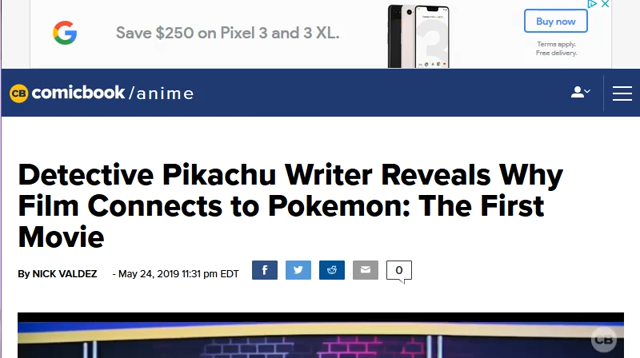 Save $250 on Pixel 3 and 3 XL.
Buy now
Terms apply.
Free delivery.
CB comicbook/anime
Detective Pikachu Writer Reveals Why
Film Connects to Pokemon: The First
Movie
By NICK VALDEZ - May 24, 2019 11:31 pm EDT
0
CB